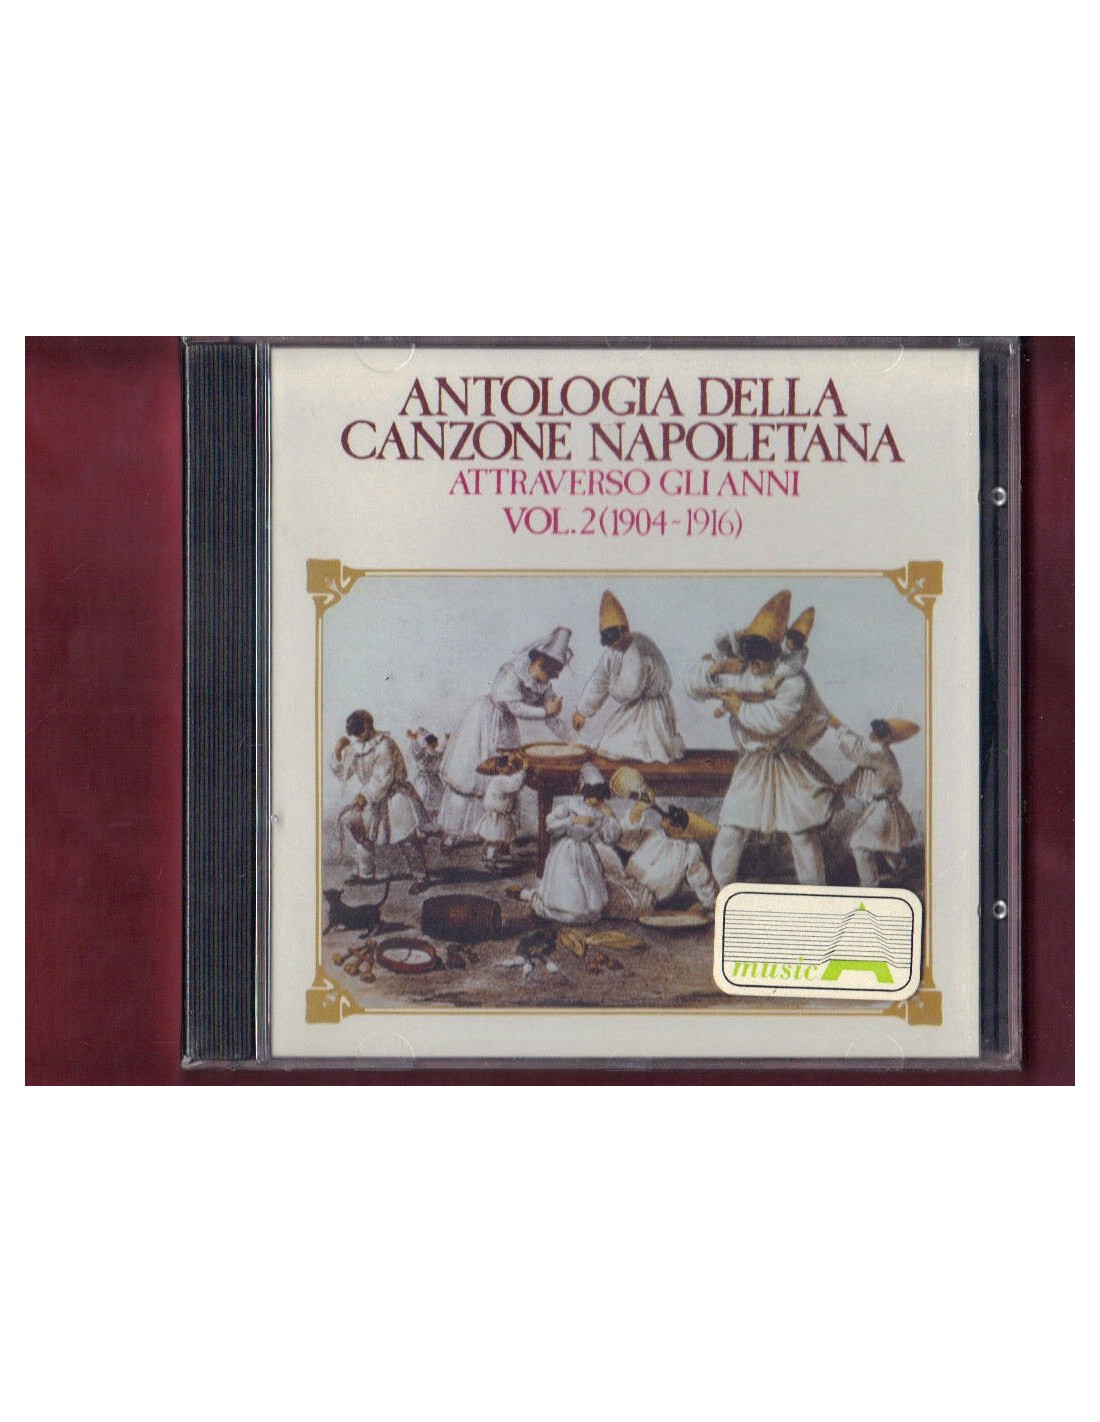 ANTOLOGIA DELLA
CANZONE NAPOLETANA
ATTRAVERSO GLI ANNI
VOL. 2 (1904~1916)
music